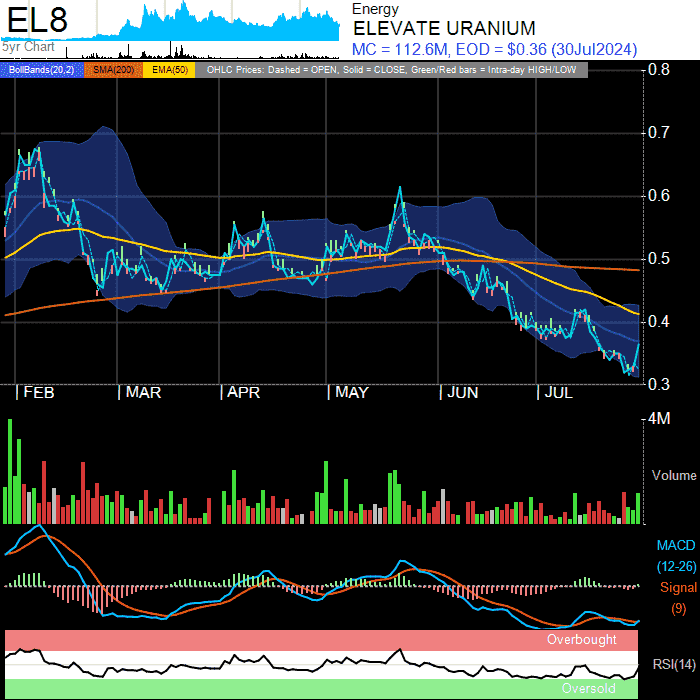 EL8
5yr Chart
Energy
ELEVATE URANIUM
MC = 112.6M, EOD = $0.36 (30Jul2024)
BollBands(20,2) SMA(200) EMA(50) OHLC Prices: Dashed = OPEN, Solid = CLOSE, Green/Red bars = Intra-day HIGH/LOW
0.8
0.7
0.6
0.5
0.4
0.3
FEB MAR APR MAY JUN JUL
4M
Volume
MACD
(12-26)
Signal
(9)
Overbought
RSI(14)
Oversold